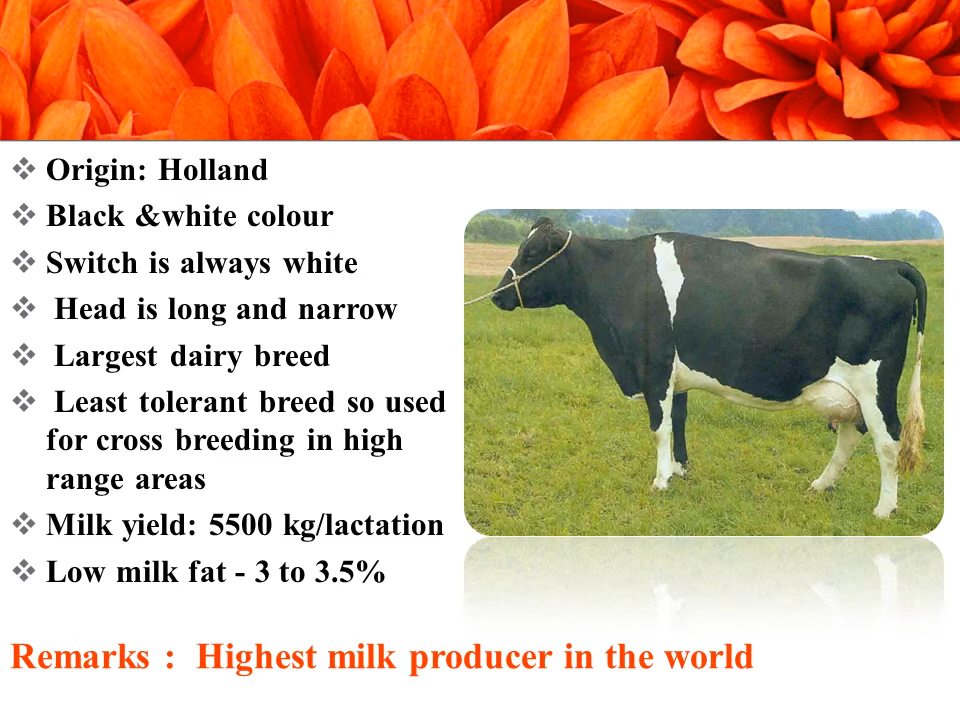 ❖ Origin: Holland
❖ Black &white colour
❖ Switch is always white
❖ Head is long and narrow
❖ Largest dairy breed
❖ Least tolerant breed so used
for cross breeding in high
range areas
❖ Milk yield: 5500 kg/lactation
❖ Low milk fat - 3 to 3.5%
Remarks : Highest milk producer in the world